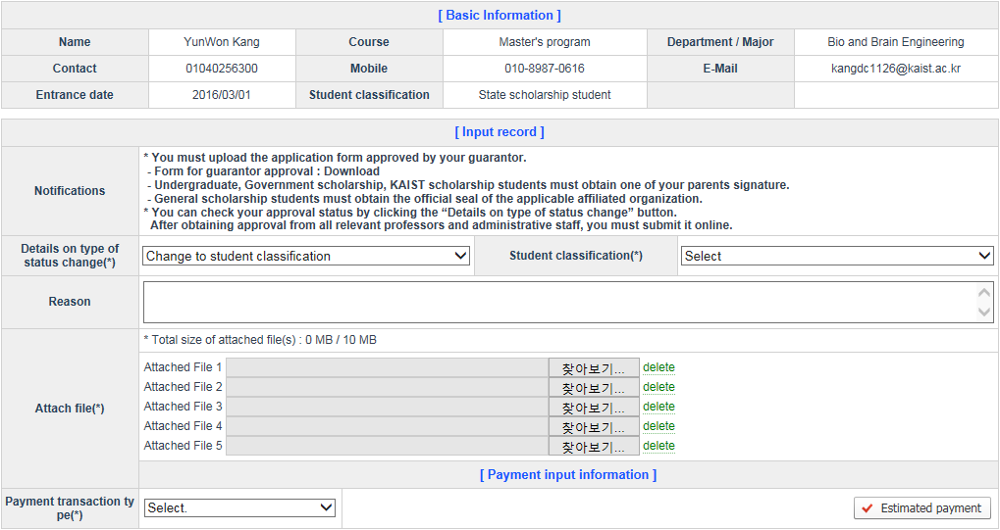 [ Basic Information ]
Name YunWon Kang Course Master's program Department / Major Bio and Brain Engineering
Contact 01040256300 Mobile 010-8987-0616 E-Mail kangdc1126@kaist.ac.kr
Entrance date 2016/03/01 Student classification State scholarship student
[ Input record ]
Notifications
* You must upload the application form approved by your guarantor.
- Form for guarantor approval : Download
- Undergraduate, Government scholarship, KAIST scholarship students must obtain one of your parents signature.
- General scholarship students must obtain the official seal of the applicable affiliated organization.
* You can check your approval status by clicking the “Details on type of status change” button.
After obtaining approval from all relevant professors and administrative staff, you must submit it online.
Details on type of
status change(*)
Change to student classification Student classification(*) Select
Reason
* Total size of attached file(s) : 0 MB / 10 MB
Attach file(*)
Attached File 1 찾아보기... delete
Attached File 2 찾아보기... delete
Attached File 3 찾아보기... delete
Attached File 4 찾아보기... delete
Attached File 5 찾아보기... delete
[ Payment input information ]
Payment transaction ty
pe(*)
Select. Estimated payment